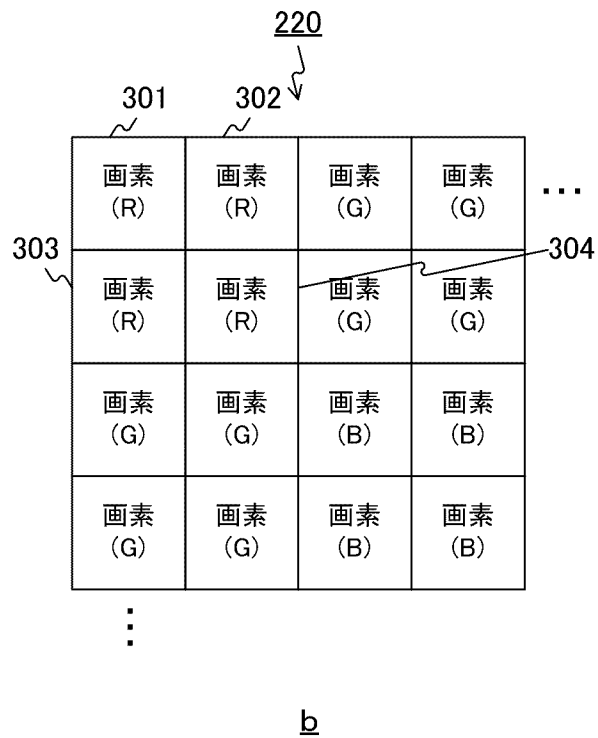 220
301 302
画素 画素 画素 画素
(R) (R) (G) (G)
...
303 304
画素 画素 画素 画素
(R) (R) (G) (G)
画素 画素 画素 画素
(G) (G) (B) (B)
画素 画素 画素 画素
(G) (G) (B) (B)
⋮
b